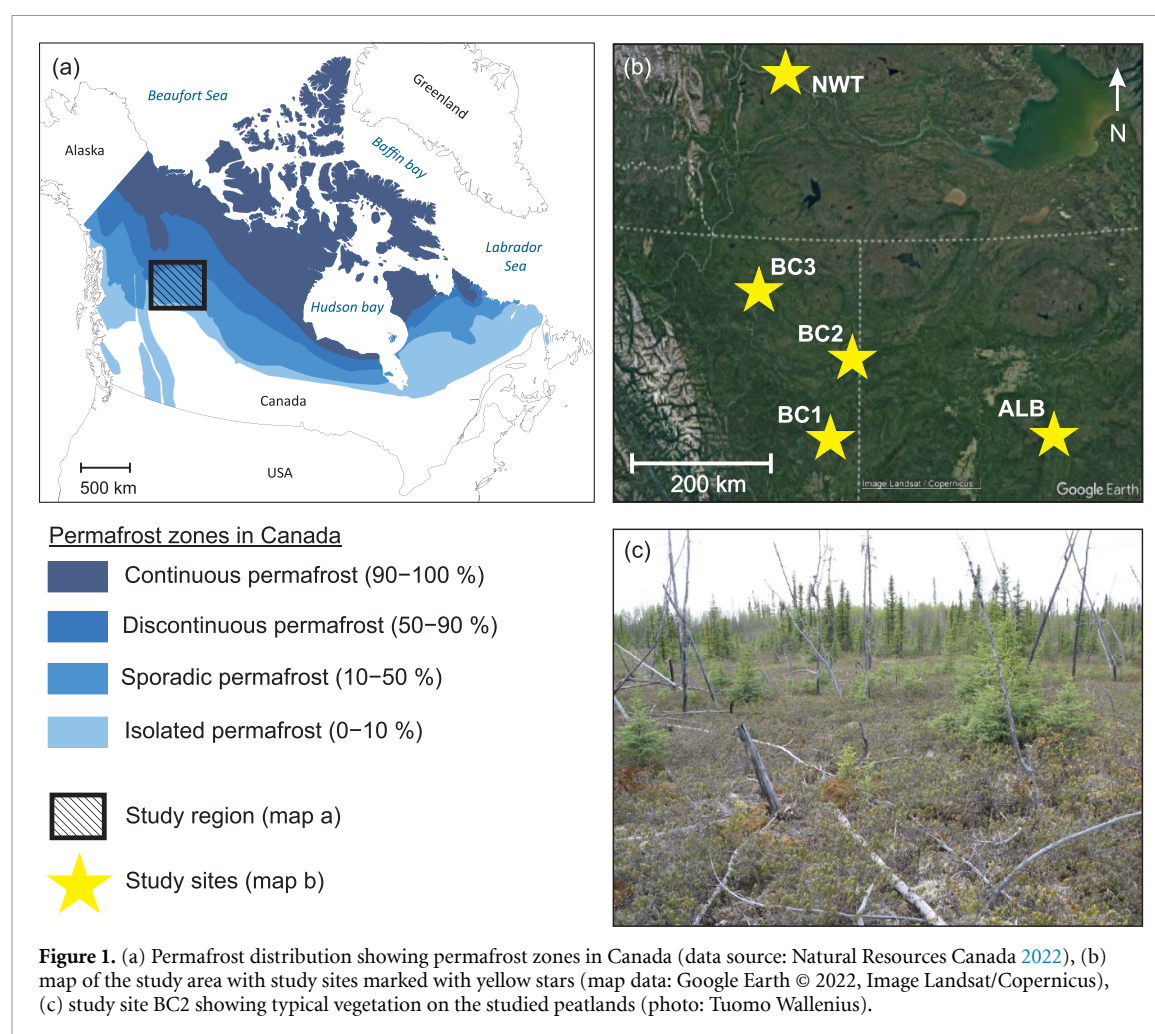 (a)
Beaufort Sea
Greenland
Alaska
Baffin bay
Labrador
Sea
Hudson bay
Canada
USA
500 km
(b)
NWT
N
BC3
BC2
BC1
ALB
200 km
Image Landsat / Copernicus
Google Earth
Permafrost zones in Canada
Continuous permafrost (90−100 %)
Discontinuous permafrost (50−90 %)
Sporadic permafrost (10−50 %)
Isolated permafrost (0−10 %)
Study region (map a)
Study sites (map b)
(c)
Figure 1. (a) Permafrost distribution showing permafrost zones in Canada (data source: Natural Resources Canada 2022), (b)
map of the study area with study sites marked with yellow stars (map data: Google Earth © 2022, Image Landsat/Copernicus),
(c) study site BC2 showing typical vegetation on the studied peatlands (photo: Tuomo Wallenius).